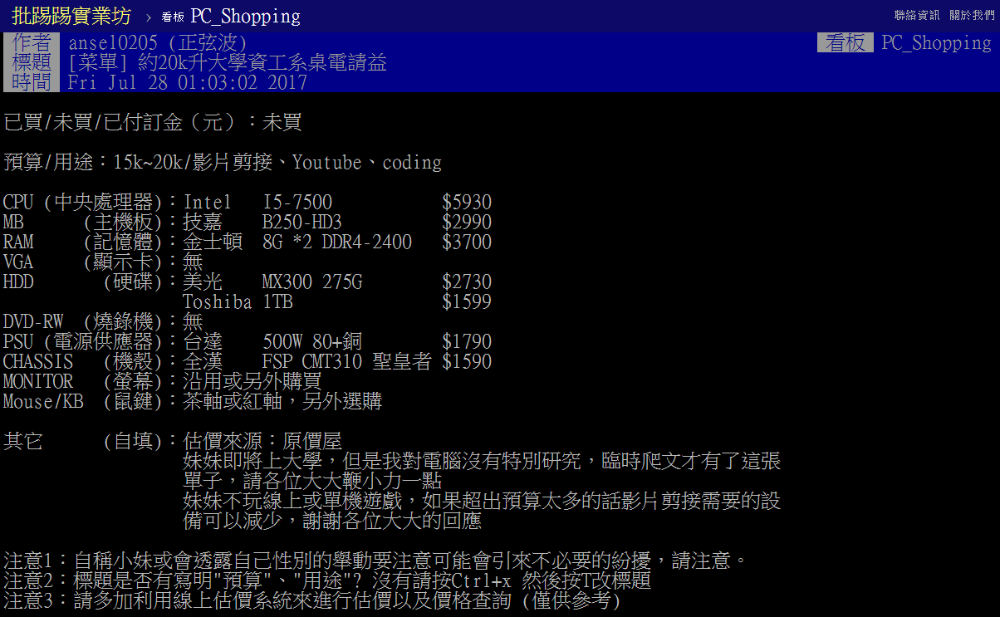 批踢踢實業坊 › 看板 PC_Shopping 聯絡資訊 關於我們
作者 ansel0205 (正弦波) 看板 PC_Shopping
標題 [菜單] 約20k升大學資工系桌電請益
時間 Fri Jul 28 01:03:02 2017
已買/未買/已付訂金（元）：未買
預算/用途：15k~20k/影片剪接、Youtube、coding
CPU (中央處理器)：Intel I5-7500 $5930
MB (主機板)：技嘉 B250-HD3 $2990
RAM (記憶體)：金士頓 8G *2 DDR4-2400 $3700
VGA (顯示卡)：無
HDD (硬碟)：美光 MX300 275G $2730
Toshiba 1TB $1599
DVD-RW (燒錄機)：無
PSU (電源供應器)：台達 500W 80+銅 $1790
CHASSIS (機殼)：全漢 FSP CMT310 聖皇者 $1590
MONITOR (螢幕)：沿用或另外購買
Mouse/KB (鼠鍵)：茶軸或紅軸，另外選購
其它 (自填)：估價來源：原價屋
妹妹即將上大學，但是我對電腦沒有特別研究，臨時爬文才有了這張
單子，請各位大大鞭小力一點
妹妹不玩線上或單機遊戲，如果超出預算太多的話影片剪接需要的設
備可以減少，謝謝各位大大的回應
注意1：自稱小妹或會透露自己性別的舉動要注意可能會引來不必要的紛擾，請注意。
注意2：標題是否有寫明"預算"、"用途"? 沒有請按Ctrl+x 然後按T改標題
注意3：請多加利用線上估價系統來進行估價以及價格查詢 (僅供參考)